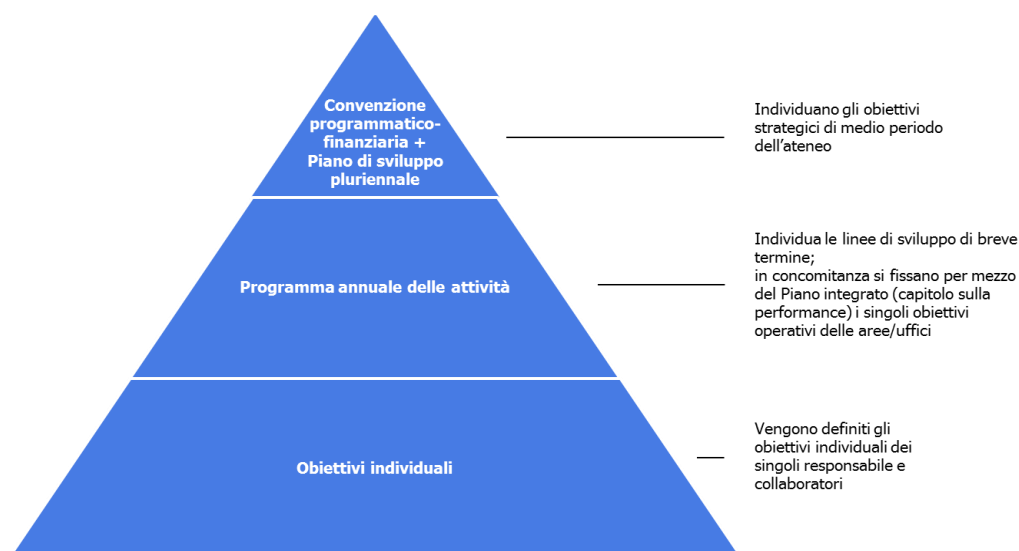 Convenzione
programmatico-
finanziaria +
Piano di sviluppo
pluriennale
Individuano gli obiettivi
strategici di medio periodo
dell'ateneo
Programma annuale delle attività
Individua le linee di sviluppo di breve
termine;
in concomitanza si fissano per mezzo
del Piano integrato (capitolo sulla
performance) i singoli obiettivi
operativi delle aree/uffici
Obiettivi individuali
Vengono definiti gli
obiettivi individuali dei
singoli responsabile e
collaboratori